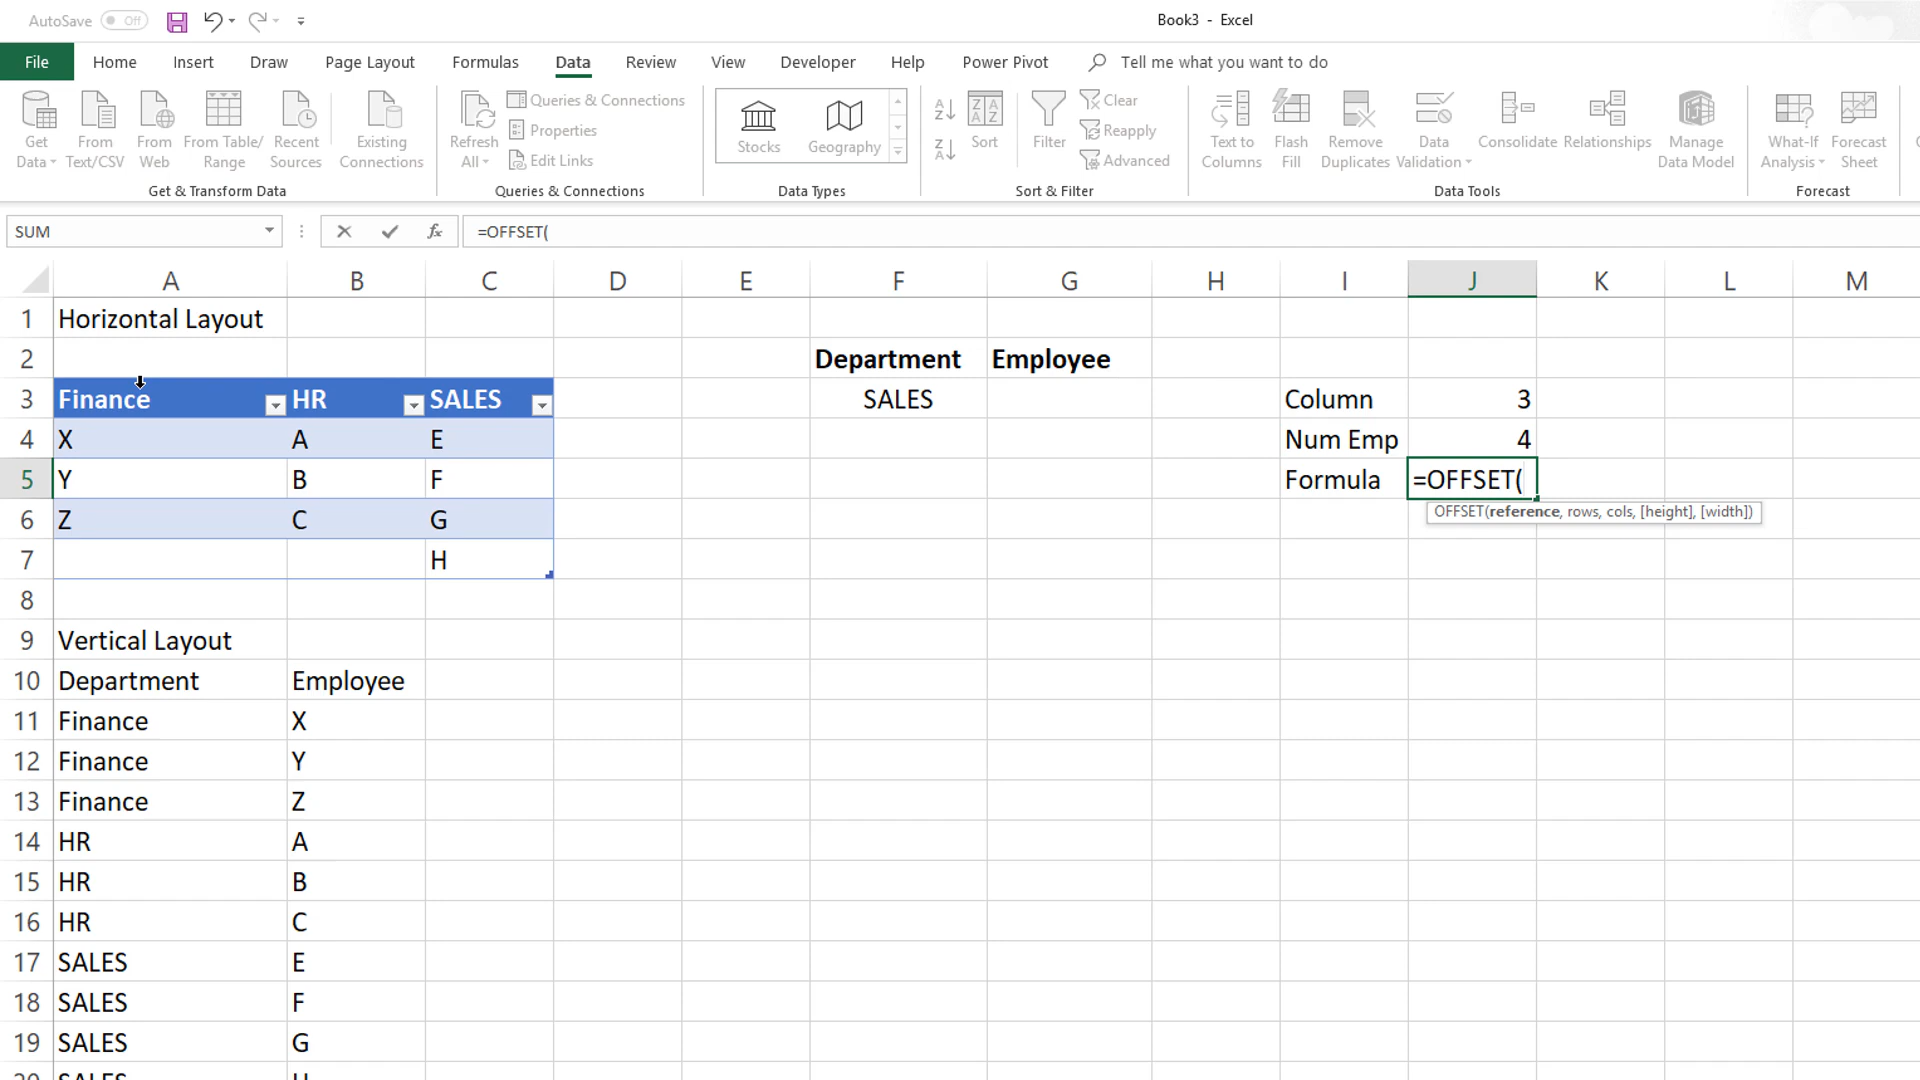 AutoSave Off
Book3 - Excel
File Home Insert Draw Page Layout Formulas Data Review View Developer Help Power Pivot Tell me what you want to do
Get Data
From Text/CSV
From Web
From Table/ Range
Recent Sources
Existing Connections
Get & Transform Data
Refresh All
Queries & Connections
Properties
Edit Links
Queries & Connections
Stocks
Geography
Data Types
Sort
Filter
Clear
Reapply
Advanced
Sort & Filter
Text to Columns
Flash Fill
Remove Duplicates
Data Validation
Consolidate
Relationships
Manage Data Model
Data Tools
What-If Analysis
Forecast Sheet
Forecast
SUM fx =OFFSET(
A B C D E F G H I J K L M
1 Horizontal Layout
2 Department Employee
3 Finance HR SALES SALES Column 3
4 X A E Num Emp 4
5 Y B F Formula =OFFSET(
OFFSET(reference, rows, cols, [height], [width])
6 Z C G
7 H
8
9 Vertical Layout
10 Department Employee
11 Finance X
12 Finance Y
13 Finance Z
14 HR A
15 HR B
16 HR C
17 SALES E
18 SALES F
19 SALES G